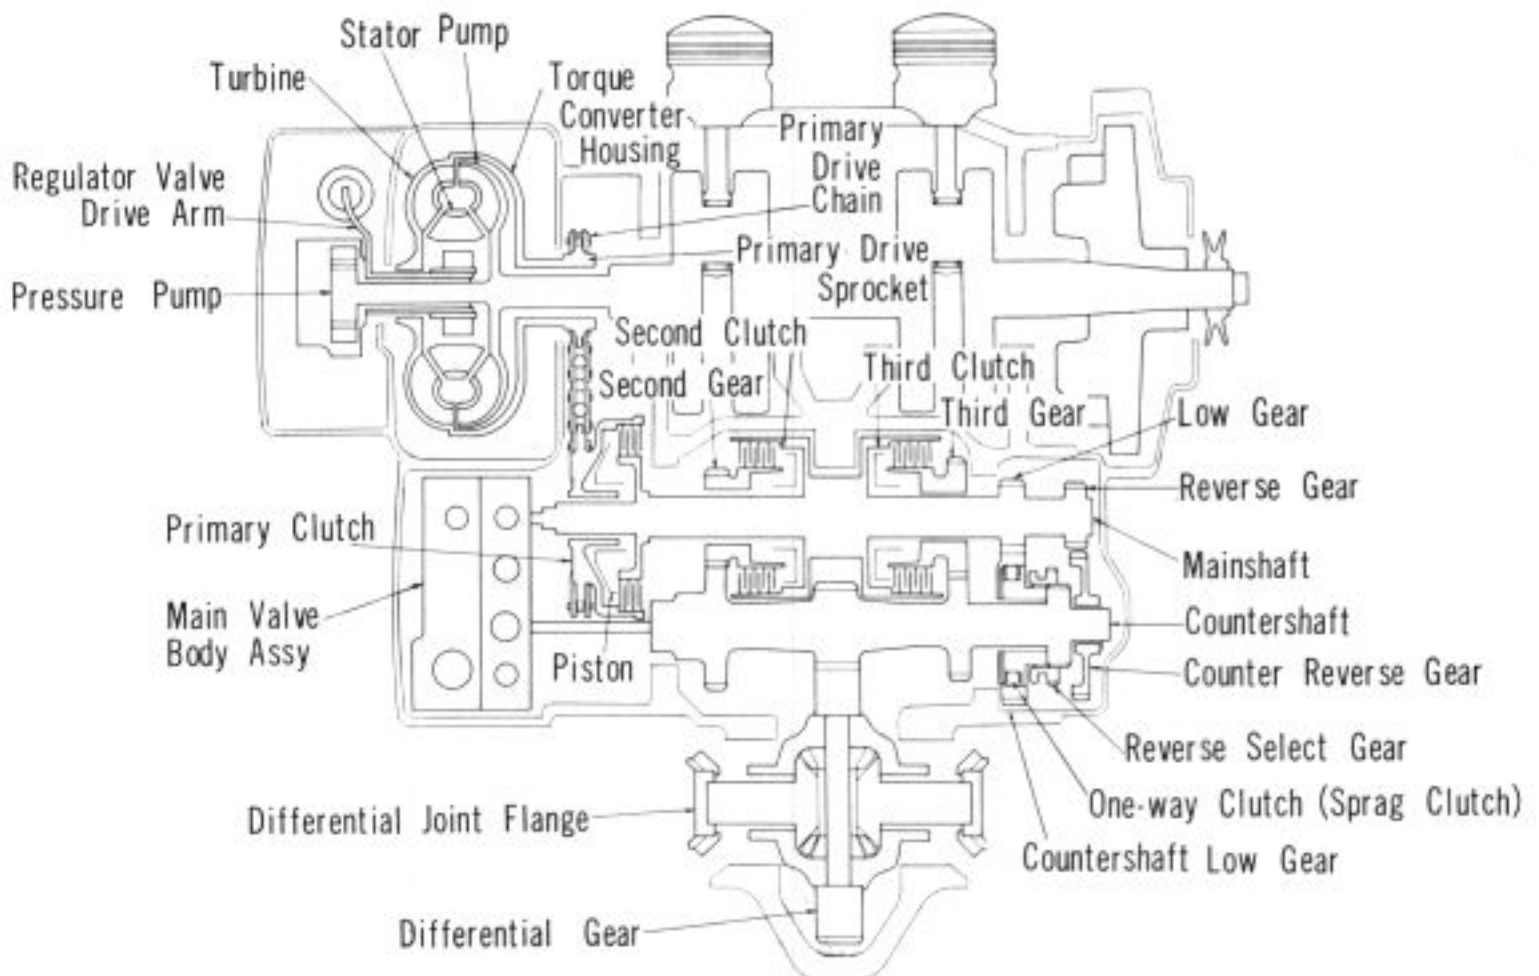 Stator Pump
Turbine
Torque
Converter
Housing
Primary
Drive
Chain
Regulator Valve
Drive Arm
Primary Drive
Sprocket
Pressure Pump
Second Clutch
Third Clutch
Second Gear
Third Gear
Low Gear
Reverse Gear
Primary Clutch
Mainshaft
Main Valve
Body Assy
Countershaft
Piston
Counter Reverse Gear
Reverse Select Gear
One-way Clutch (Sprag Clutch)
Differential Joint Flange
Countershaft Low Gear
Differential Gear